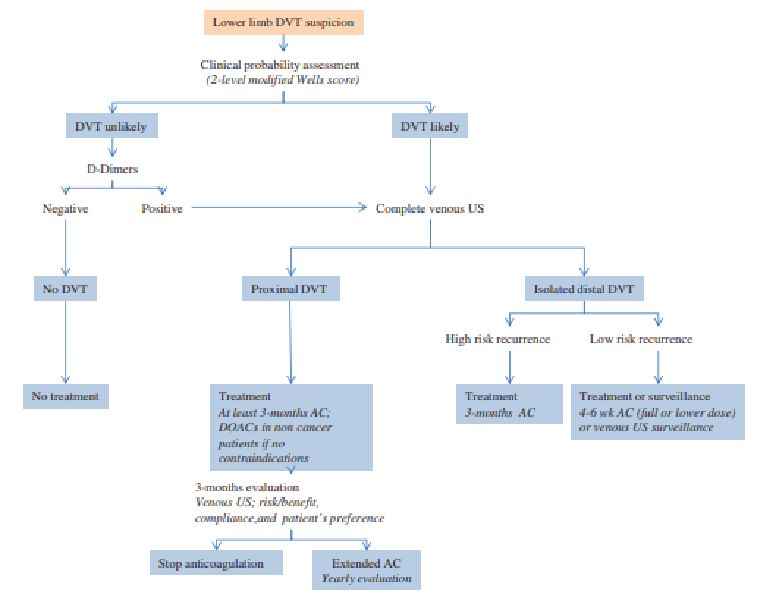 Lower limb DVT suspicion
Clinical probability assessment
(2-level modified Wells score)
DVT unlikely
DVT likely
D-Dimers
Negative
Positive
Complete venous US
No DVT
Proximal DVT
Isolated distal DVT
High risk recurrence
Low risk recurrence
No treatment
Treatment
At least 3-months AC;
DOACs in non cancer
patients if no
contraindications
Treatment
3-months AC
Treatment or surveillance
4-6 wk AC (full or lower dose)
or venous US surveillance
3-months evaluation
Venous US; risk/benefit,
compliance,and patient's preference
Stop anticoagulation
Extended AC
Yearly evaluation